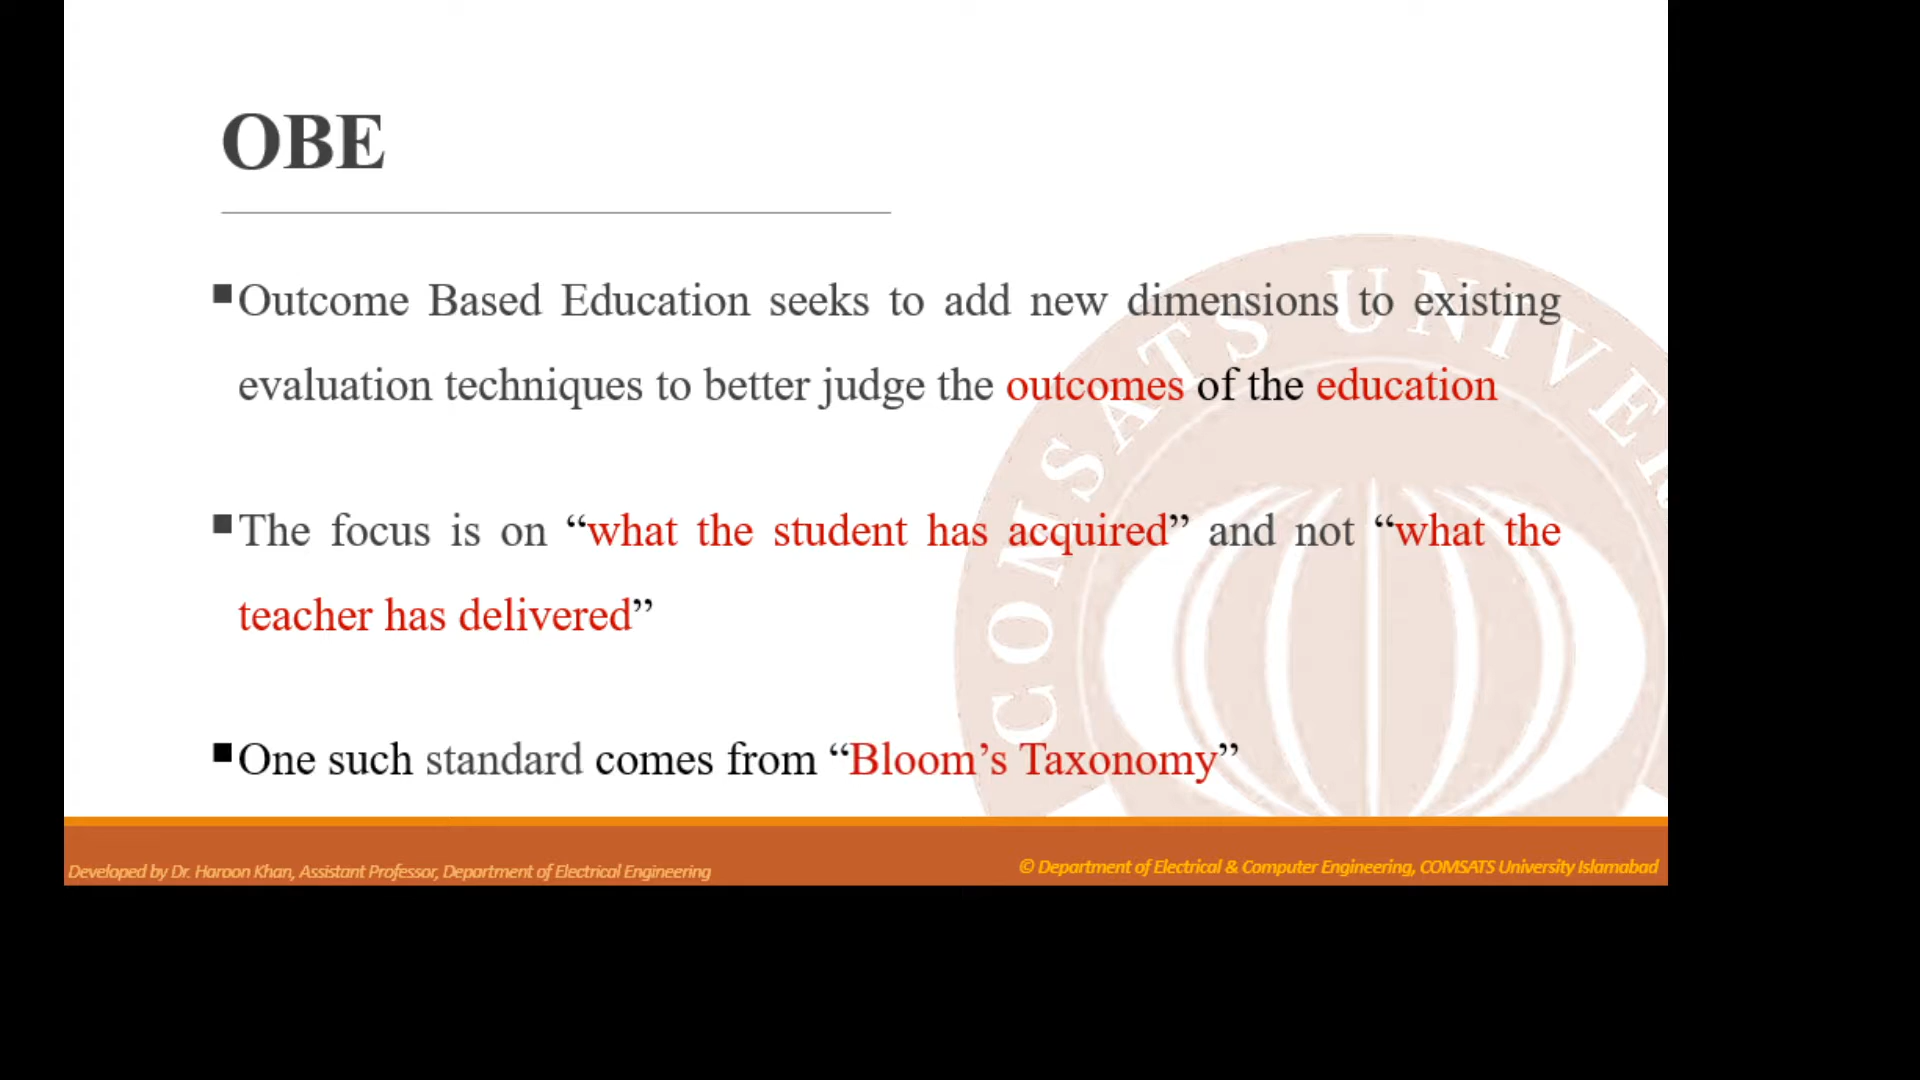 OBE
▪Outcome Based Education seeks to add new dimensions to existing
evaluation techniques to better judge the outcomes of the education
▪The focus is on “what the student has acquired” and not “what the
teacher has delivered”
▪One such standard comes from “Bloom’s Taxonomy”
COMSATS UNIVER
Developed by Dr. Haroon Khan, Assistant Professor, Department of Electrical Engineering
© Department of Electrical & Computer Engineering, COMSATS University Islamabad